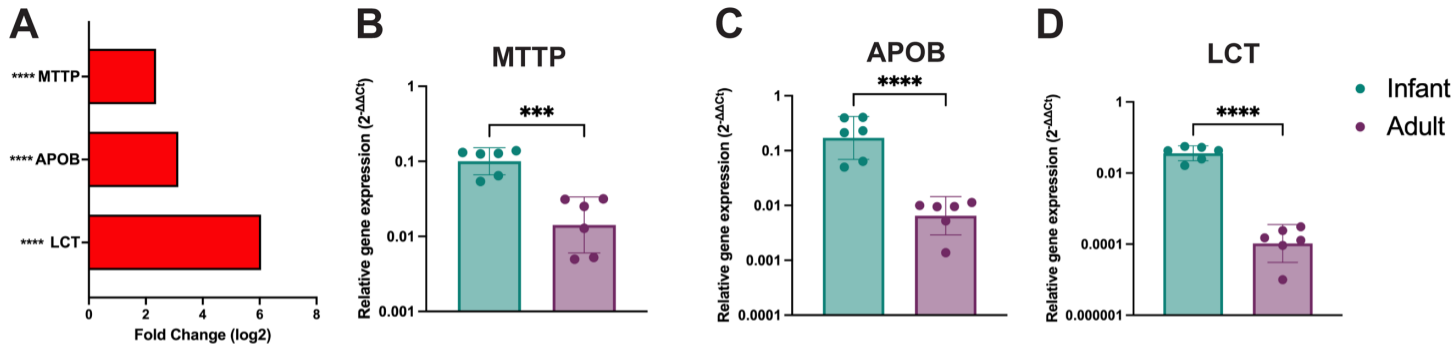 A
**** MTTP
**** APOB
**** LCT
0 2 4 6 8
Fold Change (log2)
B
MTTP
***
Relative gene expression (2^-ΔΔCt)
1
0.1
0.01
0.001
C
APOB
****
Relative gene expression (2^-ΔΔCt)
1
0.1
0.01
0.001
0.0001
D
LCT
****
Relative gene expression (2^-ΔΔCt)
1
0.01
0.0001
0.000001
Infant
Adult